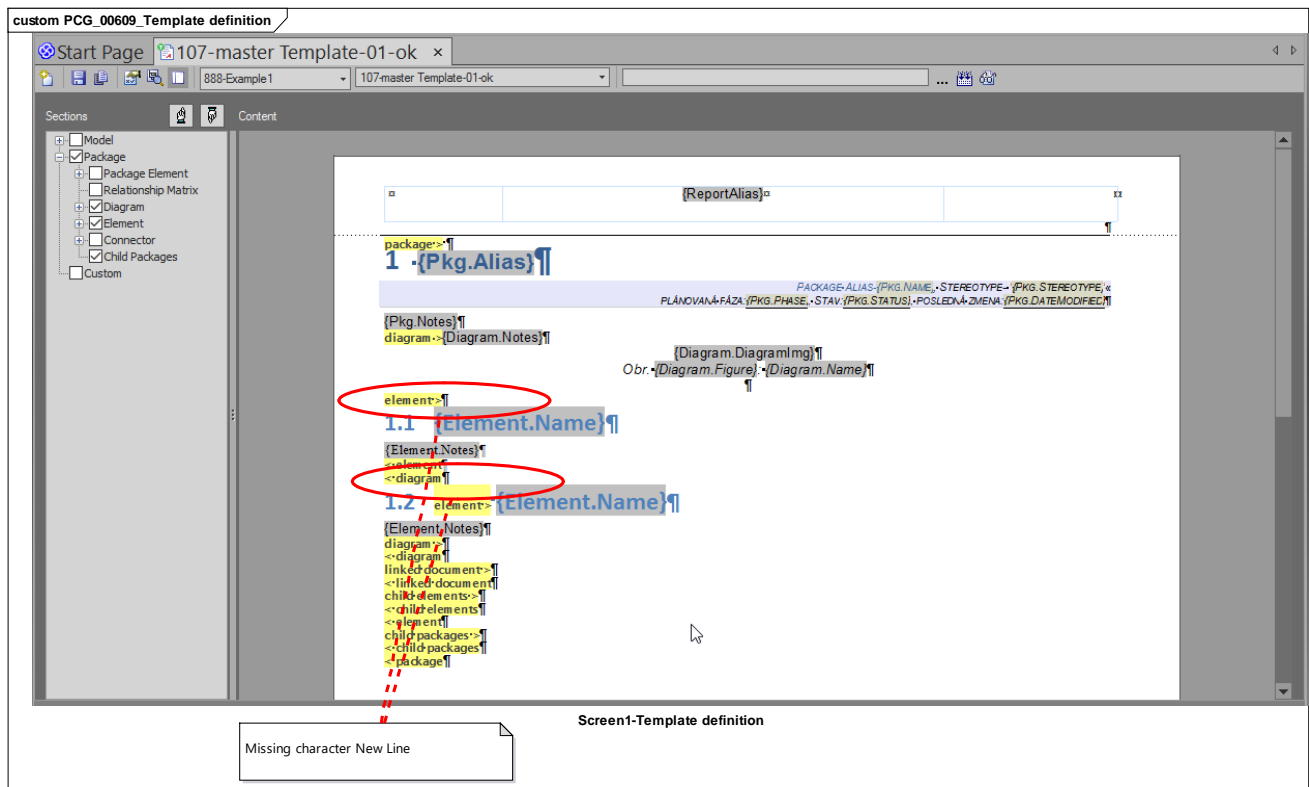 custom PCG_00609_Template definition
Start Page 107-master Template-01-ok ×
888-Example1 107-master Template-01-ok ...
Sections Content
Model
Package
Package Element
Relationship Matrix
Diagram
Element
Connector
Child Packages
Custom
¤ {ReportAlias}¤ ¤
¶
package·>·¶
1 ·{Pkg.Alias}¶
PACKAGE·ALIAS·{PKG.NAME„·STEREOTYPE→'{PKG.STEREOTYPE,'«
PLÁNOVANÁ·FÁZA:{PKG.PHASE„·STAV:{PKG.STATUS}‚·POSLEDNÁ·ZMENA:{PKG.DATEMODIFIED}¶
{Pkg.Notes}¶
diagram·>{Diagram.Notes}¶
{Diagram.DiagramImg}¶
Obr.·{Diagram.Figure}:·{Diagram.Name}¶
¶
element·>¶
1.1 {Element.Name}¶
{Element.Notes}¶
<·element¶
<·diagram¶
1.2 element> {Element.Name}¶
{Element.Notes}¶
diagram·>¶
<·diagram¶
linked·document·>¶
<·linked·document¶
child·elements·>¶
<·child·elements¶
<·element¶
child·packages·>¶
<·child·packages¶
<·package¶
Screen1-Template definition
Missing character New Line